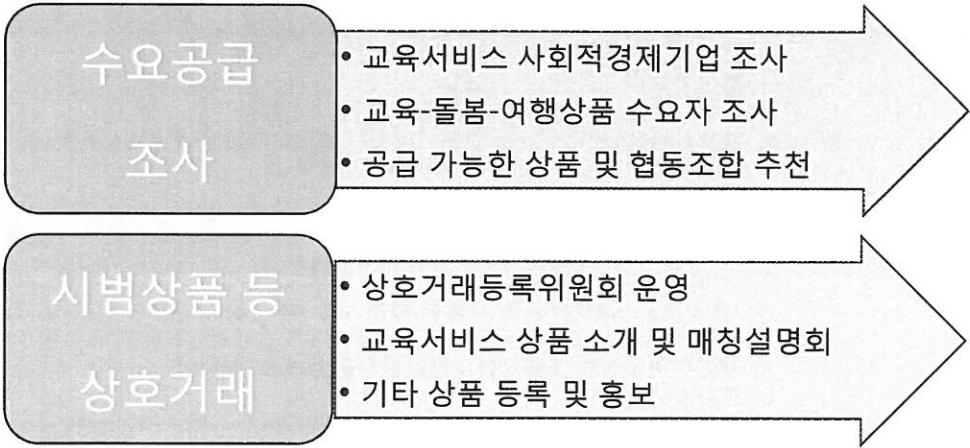 수요공급
조사
• 교육서비스 사회적경제기업 조사
• 교육-돌봄-여행상품 수요자 조사
• 공급 가능한 상품 및 협동조합 추천
시범상품 등
상호거래
• 상호거래등록위원회 운영
• 교육서비스 상품 소개 및 매칭설명회
• 기타 상품 등록 및 홍보